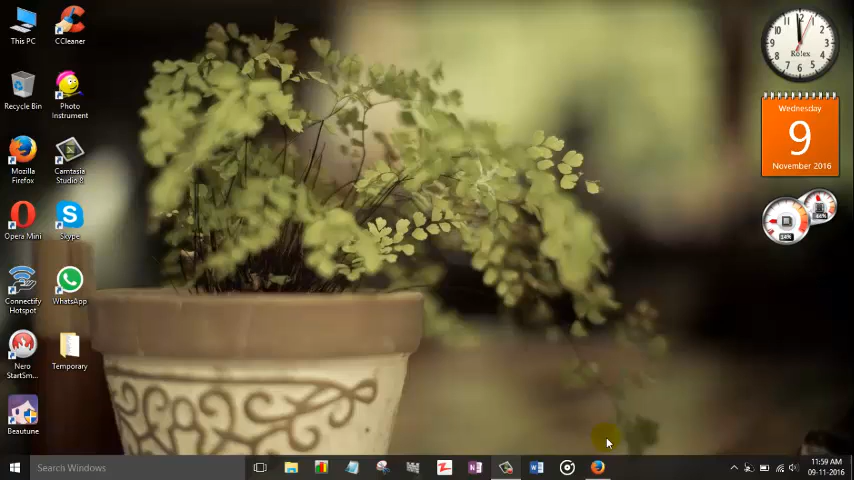 This PC
CCleaner
Recycle Bin
Photo
Instrument
Mozilla
Firefox
Camtasia
Studio 8
Opera Mini
Skype
Connectify
Hotspot
WhatsApp
Nero
StartSm...
Temporary
Beautune
Wednesday
9
November 2016
Search Windows
11:59 AM
09-11-2016